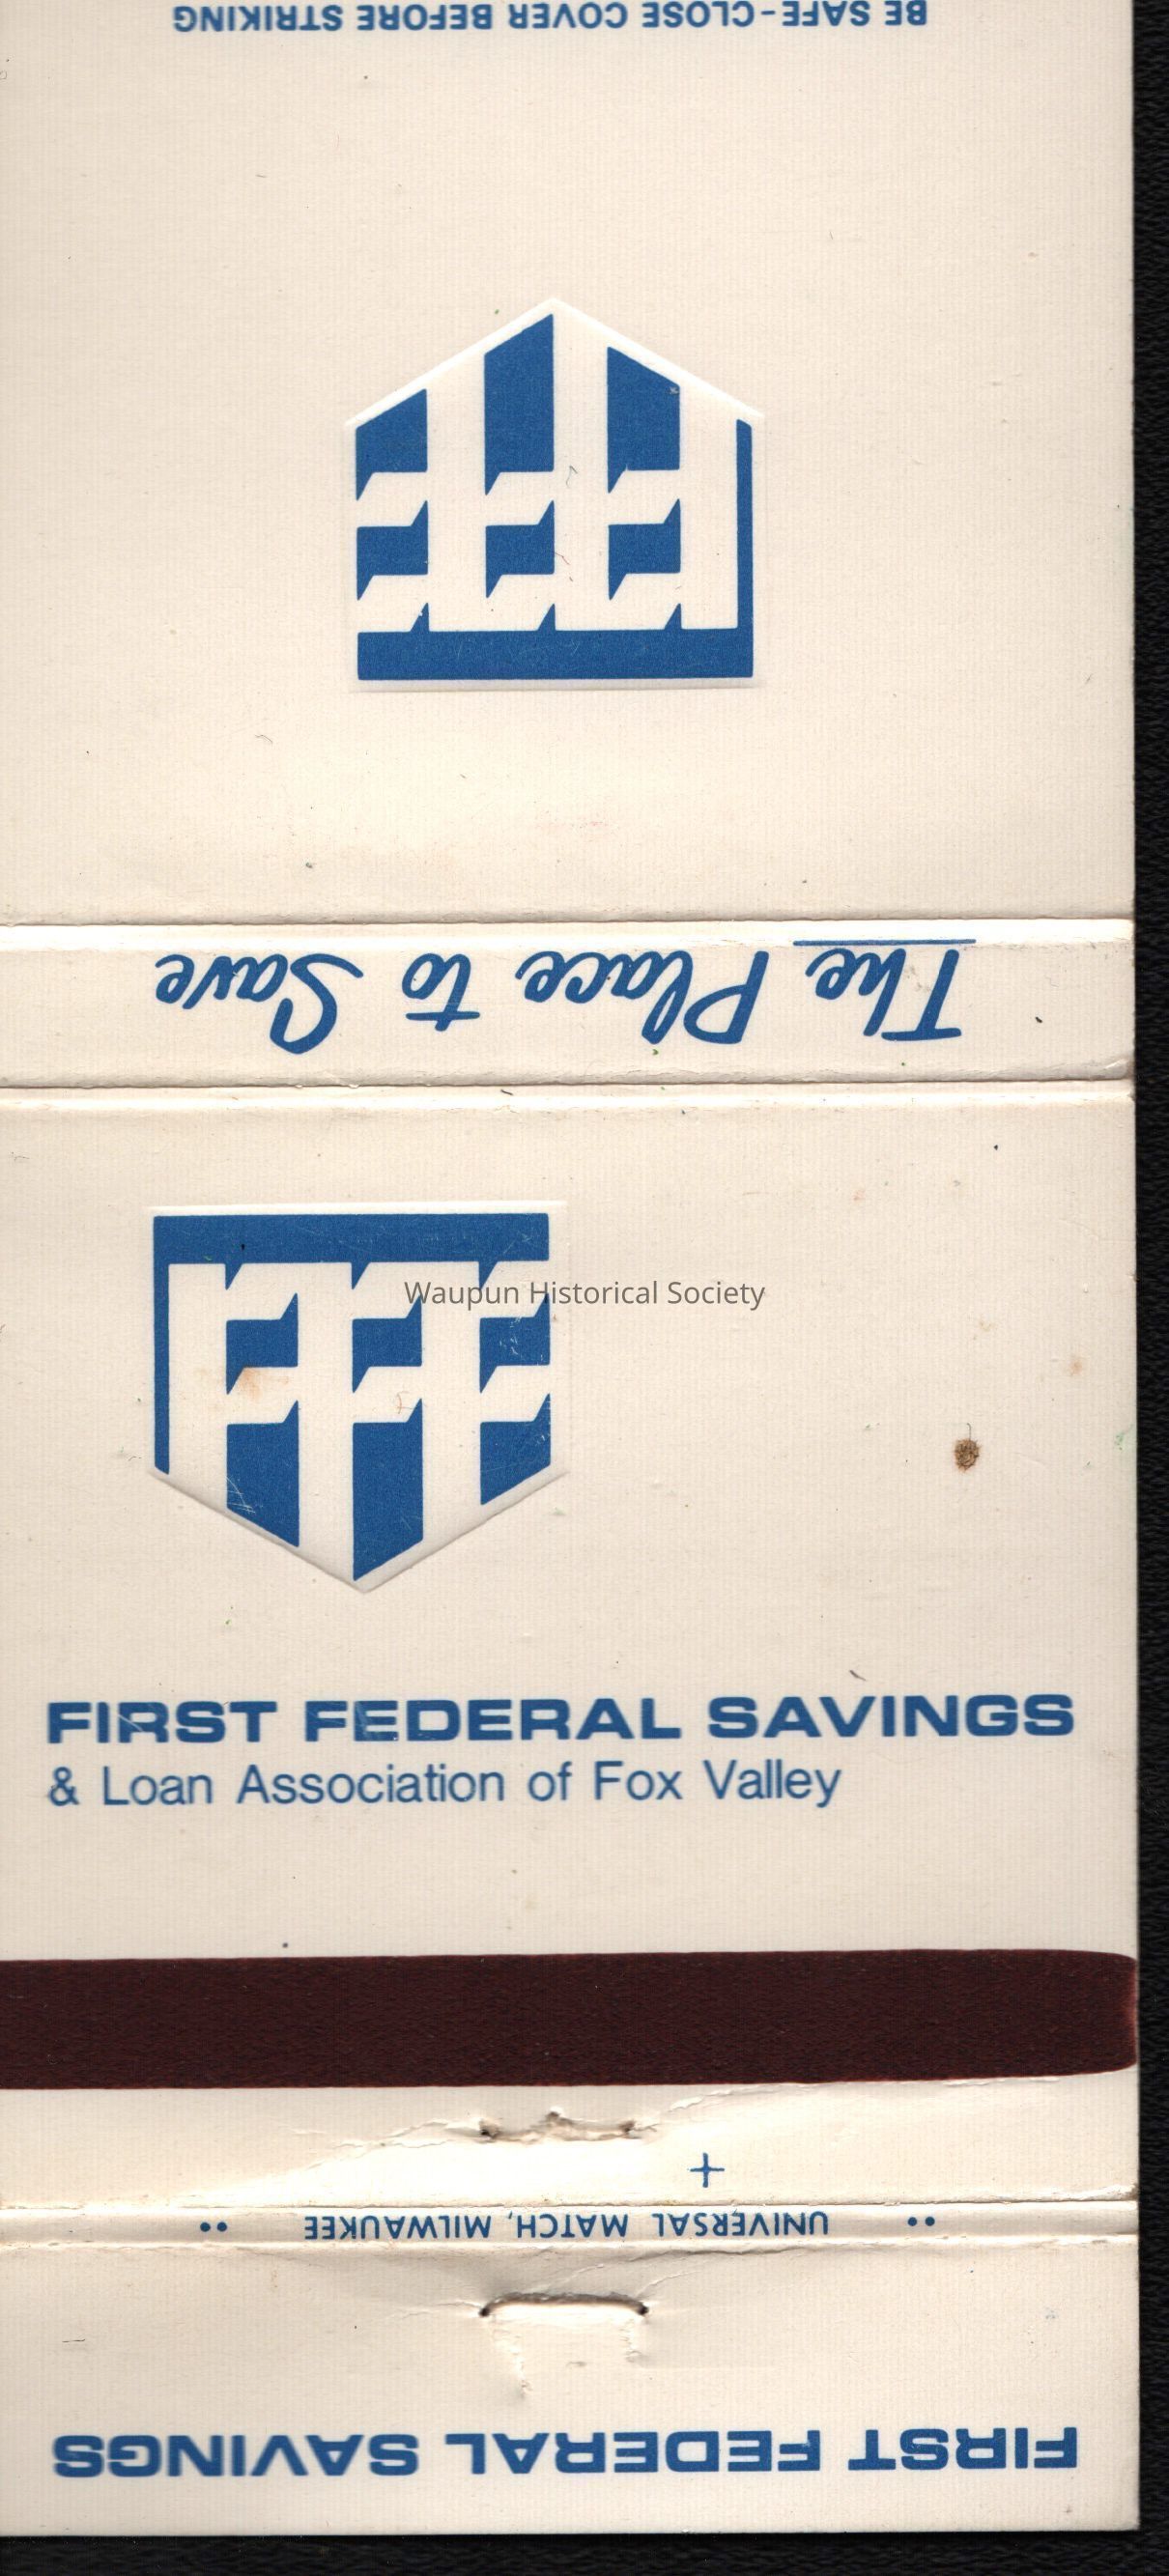 BE SAFE-CLOSE COVER BEFORE STRIKING
The Place to Save
FFF
Waupun Historical Society
FIRST FEDERAL SAVINGS
& Loan Association of Fox Valley
+
•• UNIVERSAL MATCH, MILWAUKEE ••
FIRST FEDERAL SAVINGS